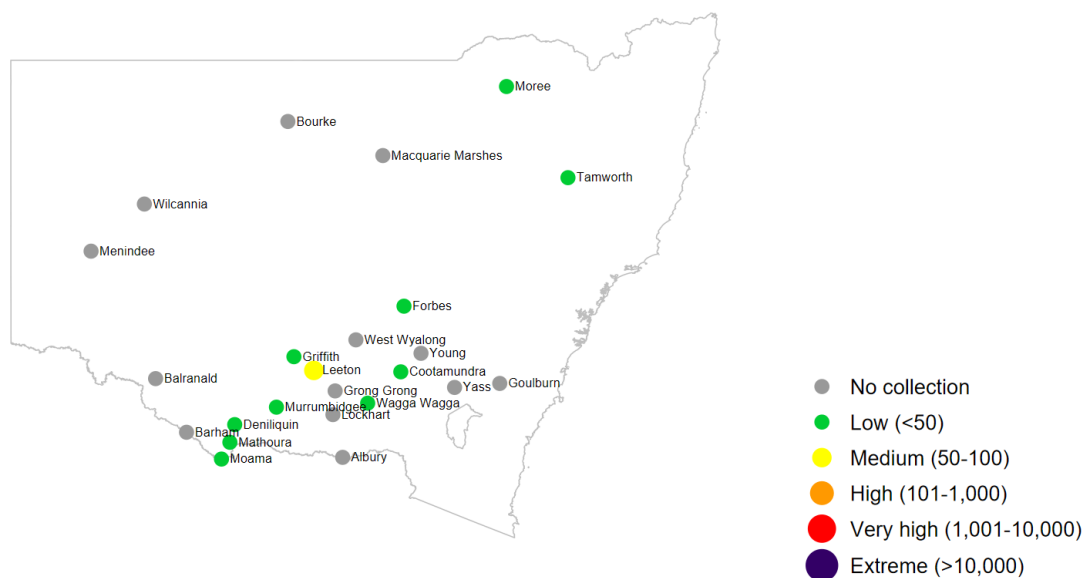 Moree
Bourke
Macquarie Marshes
Tamworth
Wilcannia
Menindee
Forbes
West Wyalong
Young
Griffith
Leeton
Cootamundra
Balranald
Grong Grong
Yass
Goulburn
Murrumbidgee
Wagga Wagga
Lockhart
Deniliquin
Barham
Mathoura
Moama
Albury
No collection
Low (<50)
Medium (50-100)
High (101-1,000)
Very high (1,001-10,000)
Extreme (>10,000)